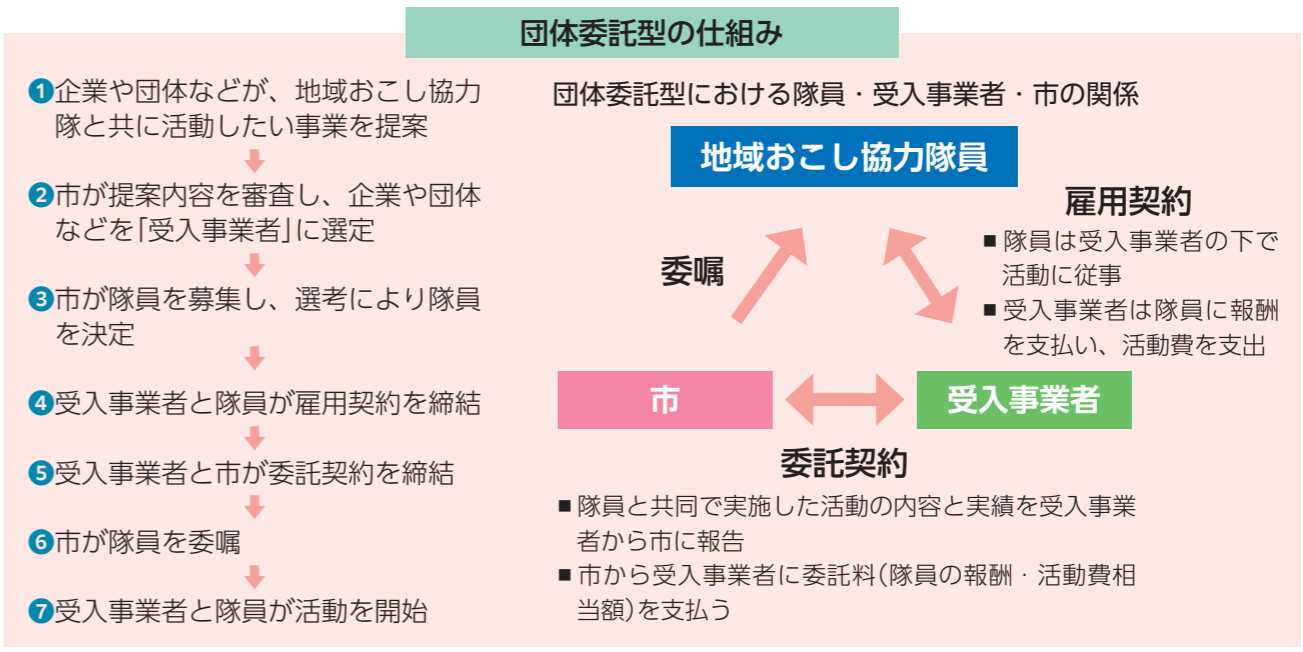 団体委託型の仕組み
❶企業や団体などが、地域おこし協力
隊と共に活動したい事業を提案
❷市が提案内容を審査し、企業や団体
などを｢受入事業者｣に選定
❸市が隊員を募集し、選考により隊員
を決定
❹受入事業者と隊員が雇用契約を締結
❺受入事業者と市が委託契約を締結
❻市が隊員を委嘱
❼受入事業者と隊員が活動を開始
団体委託型における隊員・受入事業者・市の関係
地域おこし協力隊員
雇用契約
■隊員は受入事業者の下で
活動に従事
■受入事業者は隊員に報酬
を支払い、活動費を支出
委嘱
市
受入事業者
委託契約
■隊員と共同で実施した活動の内容と実績を受入事業
者から市に報告
■市から受入事業者に委託料(隊員の報酬・活動費相
当額)を支払う